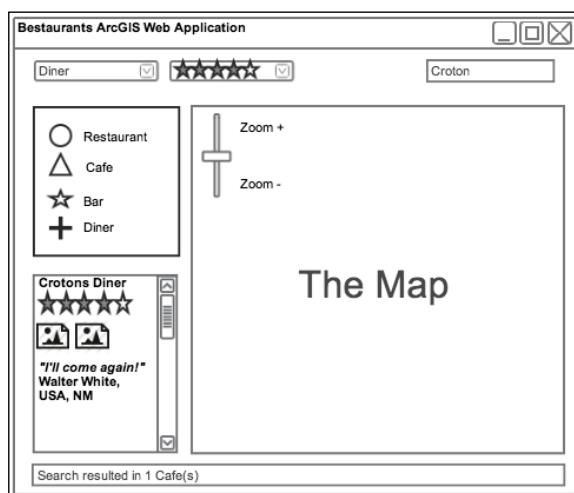 Bestaurants ArcGIS Web Application
Diner
Croton
Restaurant
Cafe
Bar
Diner
Zoom +
Zoom -
The Map
Crotons Diner
"I'll come again!"
Walter White,
USA, NM
Search resulted in 1 Cafe(s)